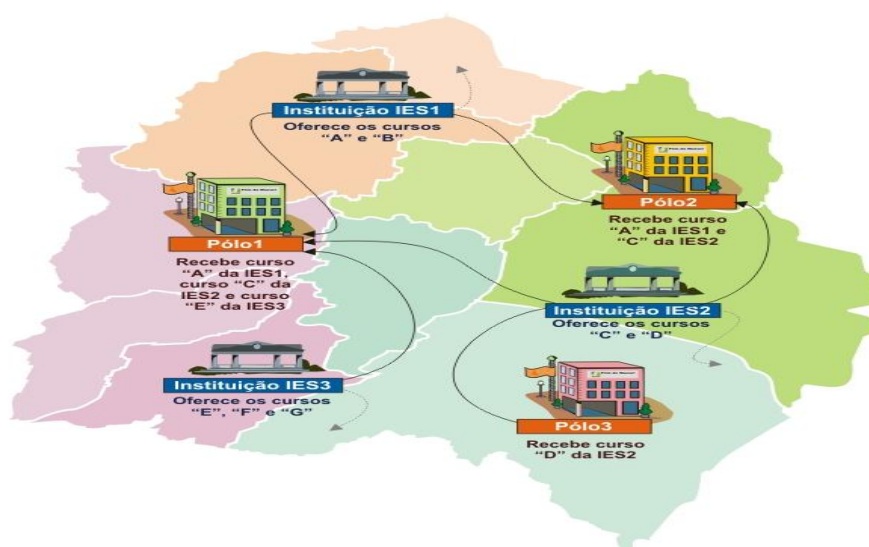 Instituição IES1
Oferece os cursos
“A” e “B”
Pólo2
Recebe curso
“A” da IES1 e
“C” da IES2
Pólo1
Recebe curso
“A” da IES1,
curso “C” da
IES2 e curso
“E” da IES3
Instituição IES2
Oferece os cursos
“C” e “D”
Instituição IES3
Oferece os cursos
“E”, “F” e “G”
Pólo3
Recebe curso
“D” da IES2